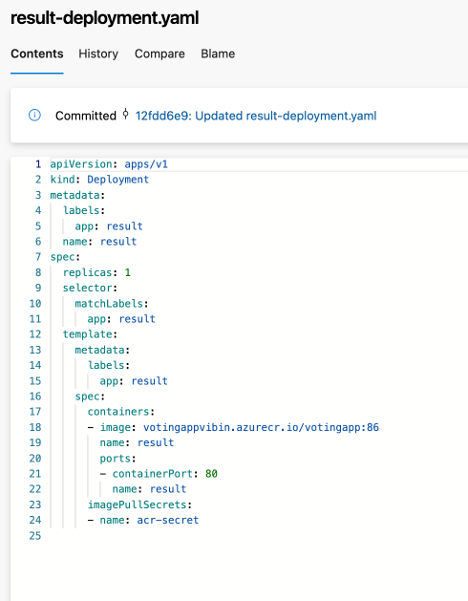 result-deployment.yaml
Contents History Compare Blame
Committed 12fdd6e9: Updated result-deployment.yaml
1 apiVersion: apps/v1
2 kind: Deployment
3 metadata:
4   labels:
5     app: result
6   name: result
7 spec:
8   replicas: 1
9   selector:
10     matchLabels:
11       app: result
12   template:
13     metadata:
14       labels:
15         app: result
16     spec:
17       containers:
18       - image: votingappvibin.azurecr.io/votingapp:86
19         name: result
20         ports:
21         - containerPort: 80
22           name: result
23       imagePullSecrets:
24       - name: acr-secret
25